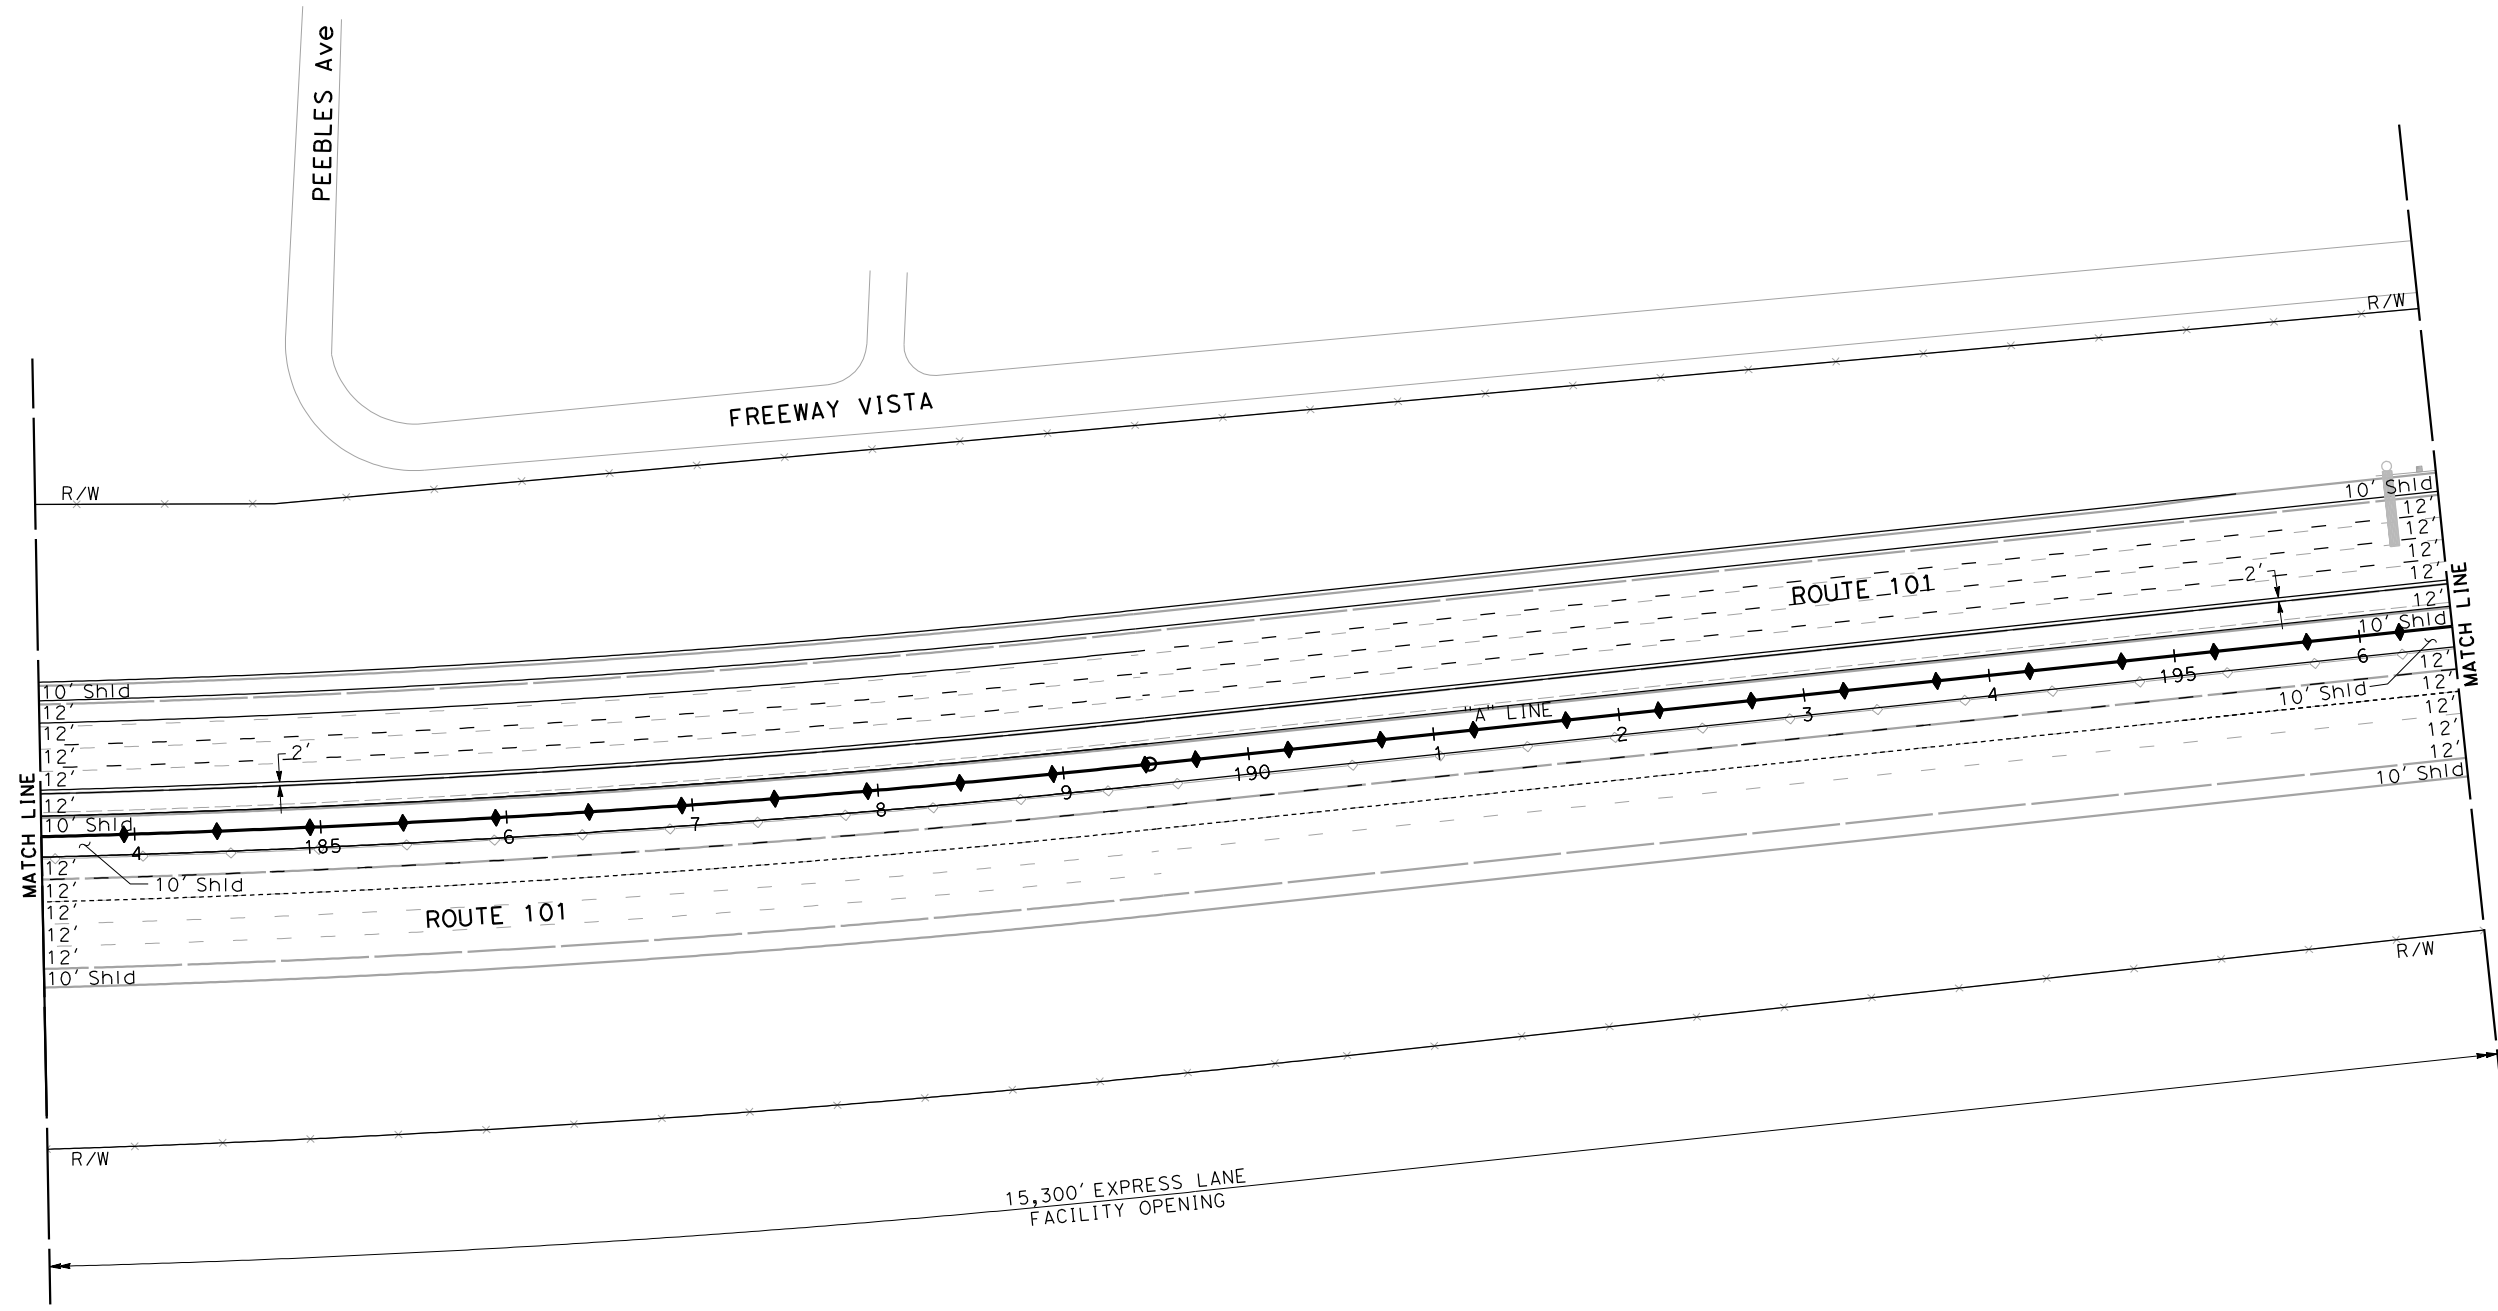 PEEBLES Ave
R/W
FREEWAY VISTA
R/W
10' Shld
12'
12'
12'
12'
12'
10' Shld
ROUTE 101
2'
MATCH LINE
10' Shld
12'
12'
12'
12'
12'
10' Shld
2'
MATCH LINE
"A" LINE
4
185
6
7
8
9
190
1
2
3
4
195
6
10' Shld
12'
12'
12'
12'
12'
10' Shld
10' Shld
12'
12'
12'
12'
12'
10' Shld
ROUTE 101
R/W
R/W
15,300' EXPRESS LANE
FACILITY OPENING